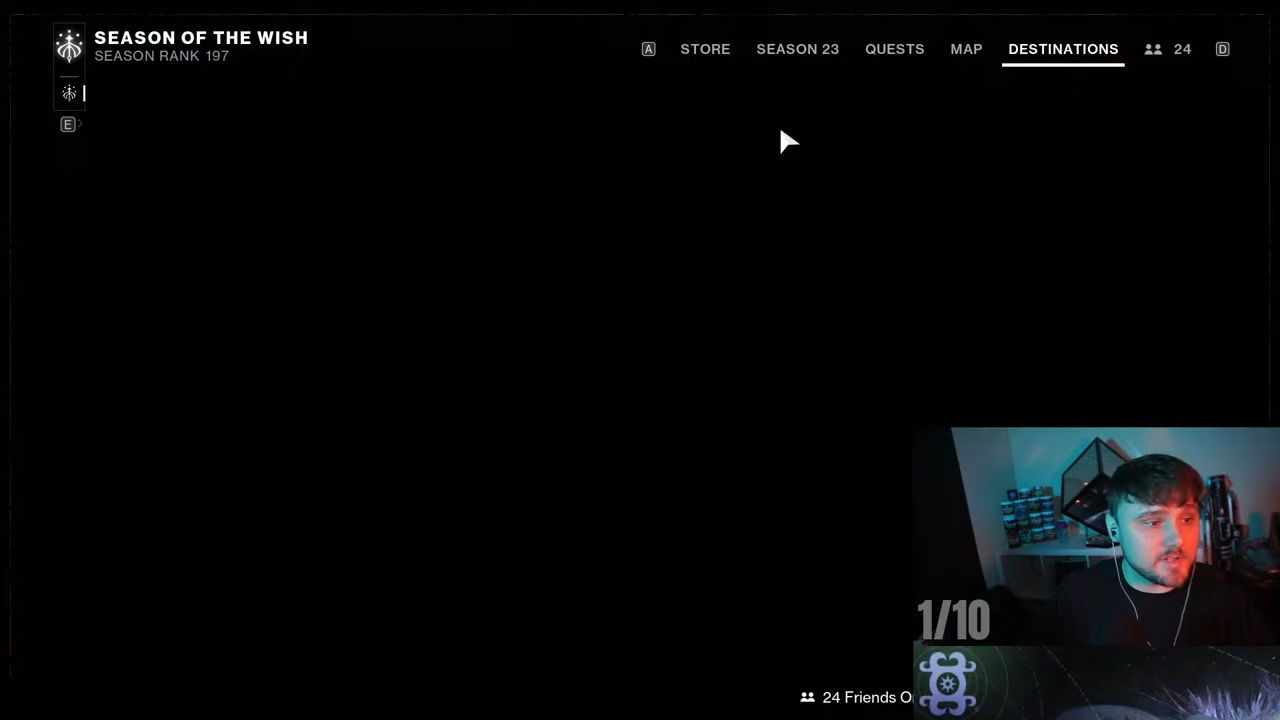 SEASON OF THE WISH
SEASON RANK 197
A STORE SEASON 23 QUESTS MAP DESTINATIONS 24 D
E
1/10
24 Friends